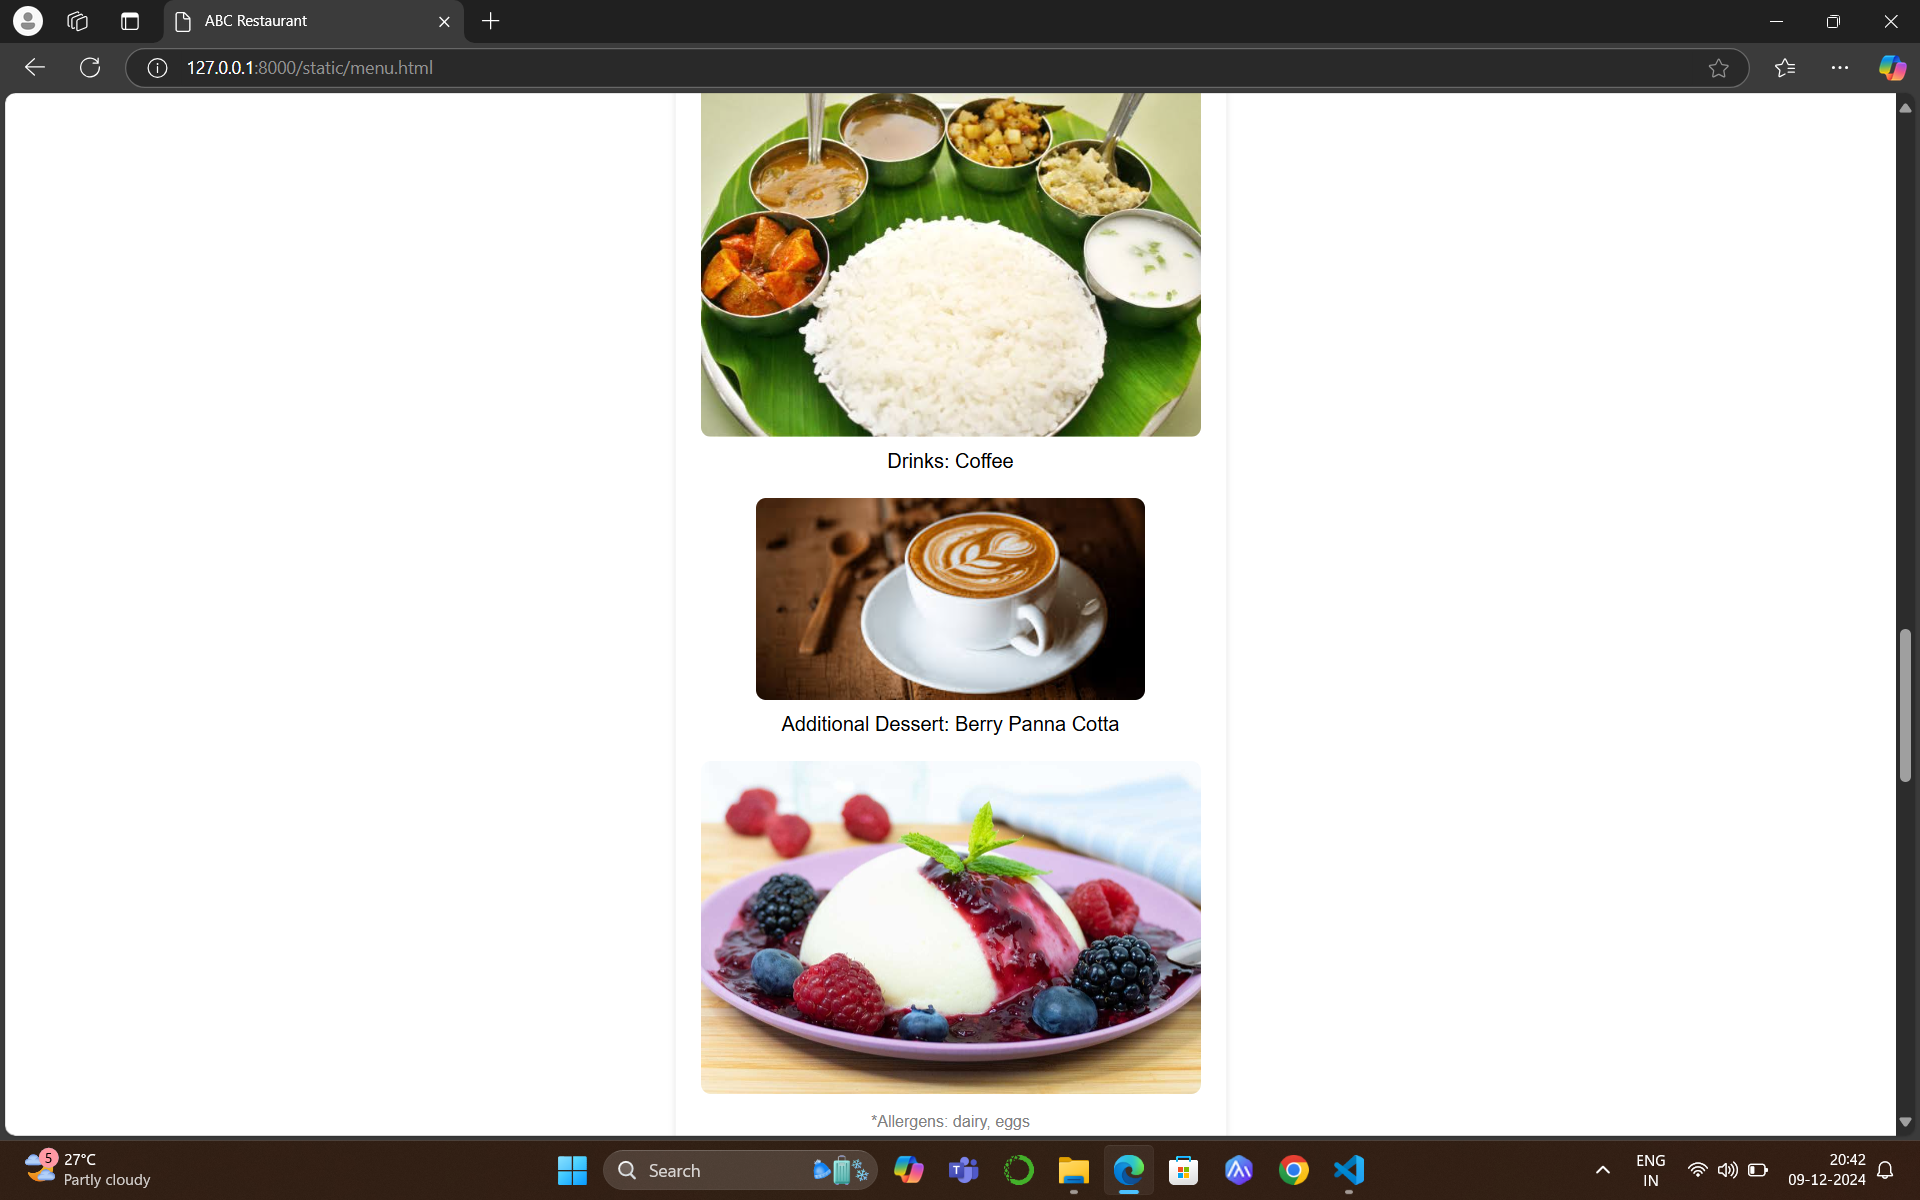 ABC Restaurant
127.0.0.1:8000/static/menu.html
Drinks: Coffee
Additional Dessert: Berry Panna Cotta
*Allergens: dairy, eggs
5
27°C
Partly cloudy
Search
ENG
IN
20:42
09-12-2024